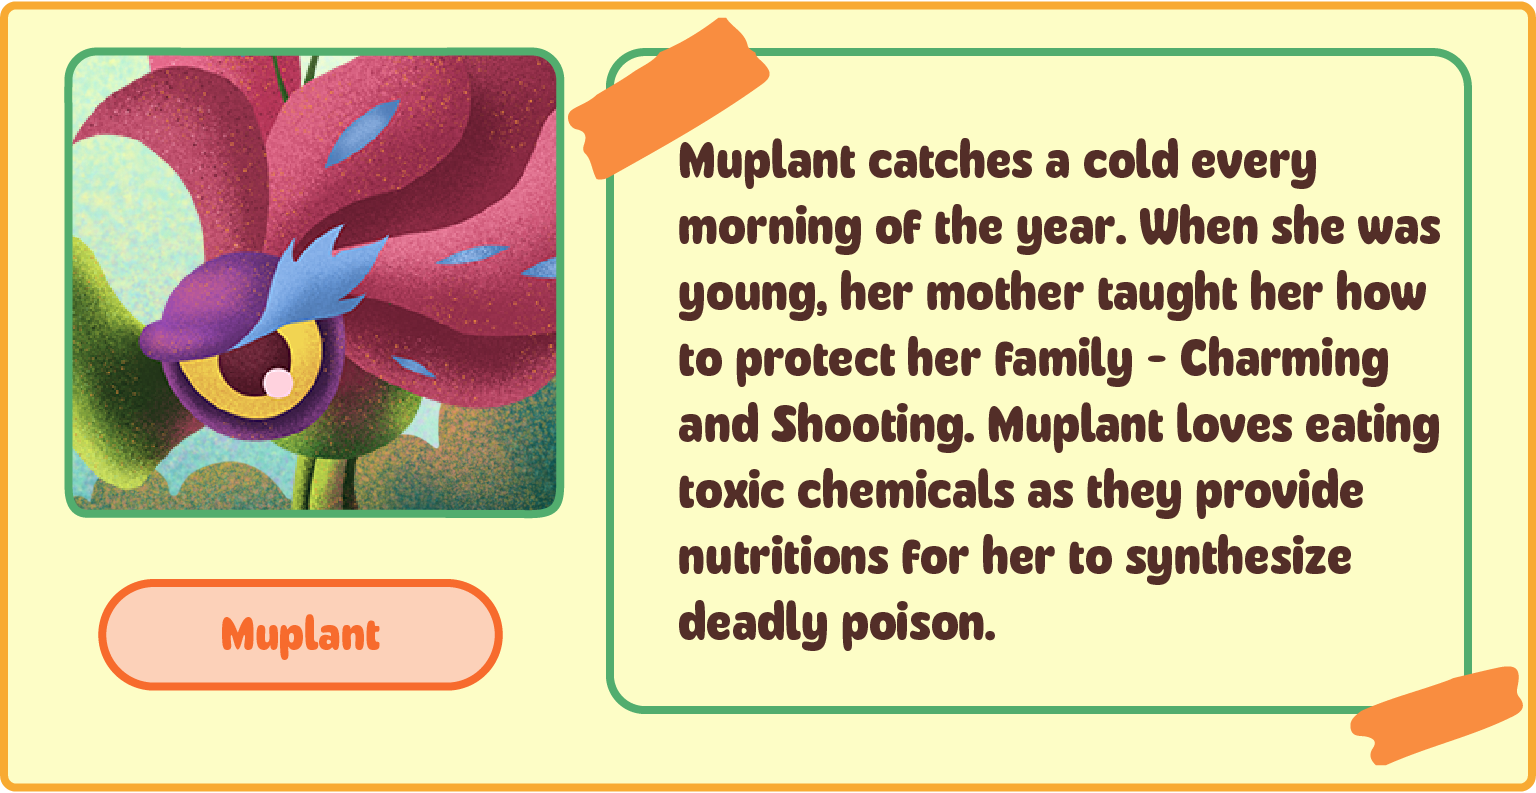 Muplant catches a cold every
morning of the year. When she was
young, her mother taught her how
to protect her family - Charming
and Shooting. Muplant loves eating
toxic chemicals as they provide
nutritions for her to synthesize
deadly poison.
Muplant